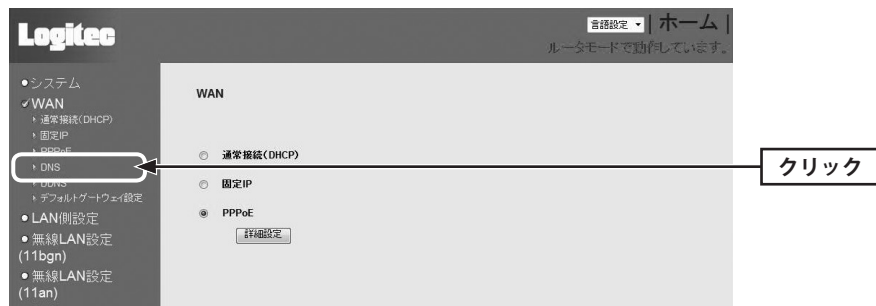 Logitec
言語設定 | ホーム |
ルータモードで動作しています。
●システム
WAN
通常接続(DHCP)
固定IP
PPPoE
DNS
DDNS
デフォルトゲートウェイ設定
●LAN側設定
●無線LAN設定
(11bgn)
●無線LAN設定
(11an)
WAN
通常接続(DHCP)
固定IP
PPPoE
詳細設定
クリック